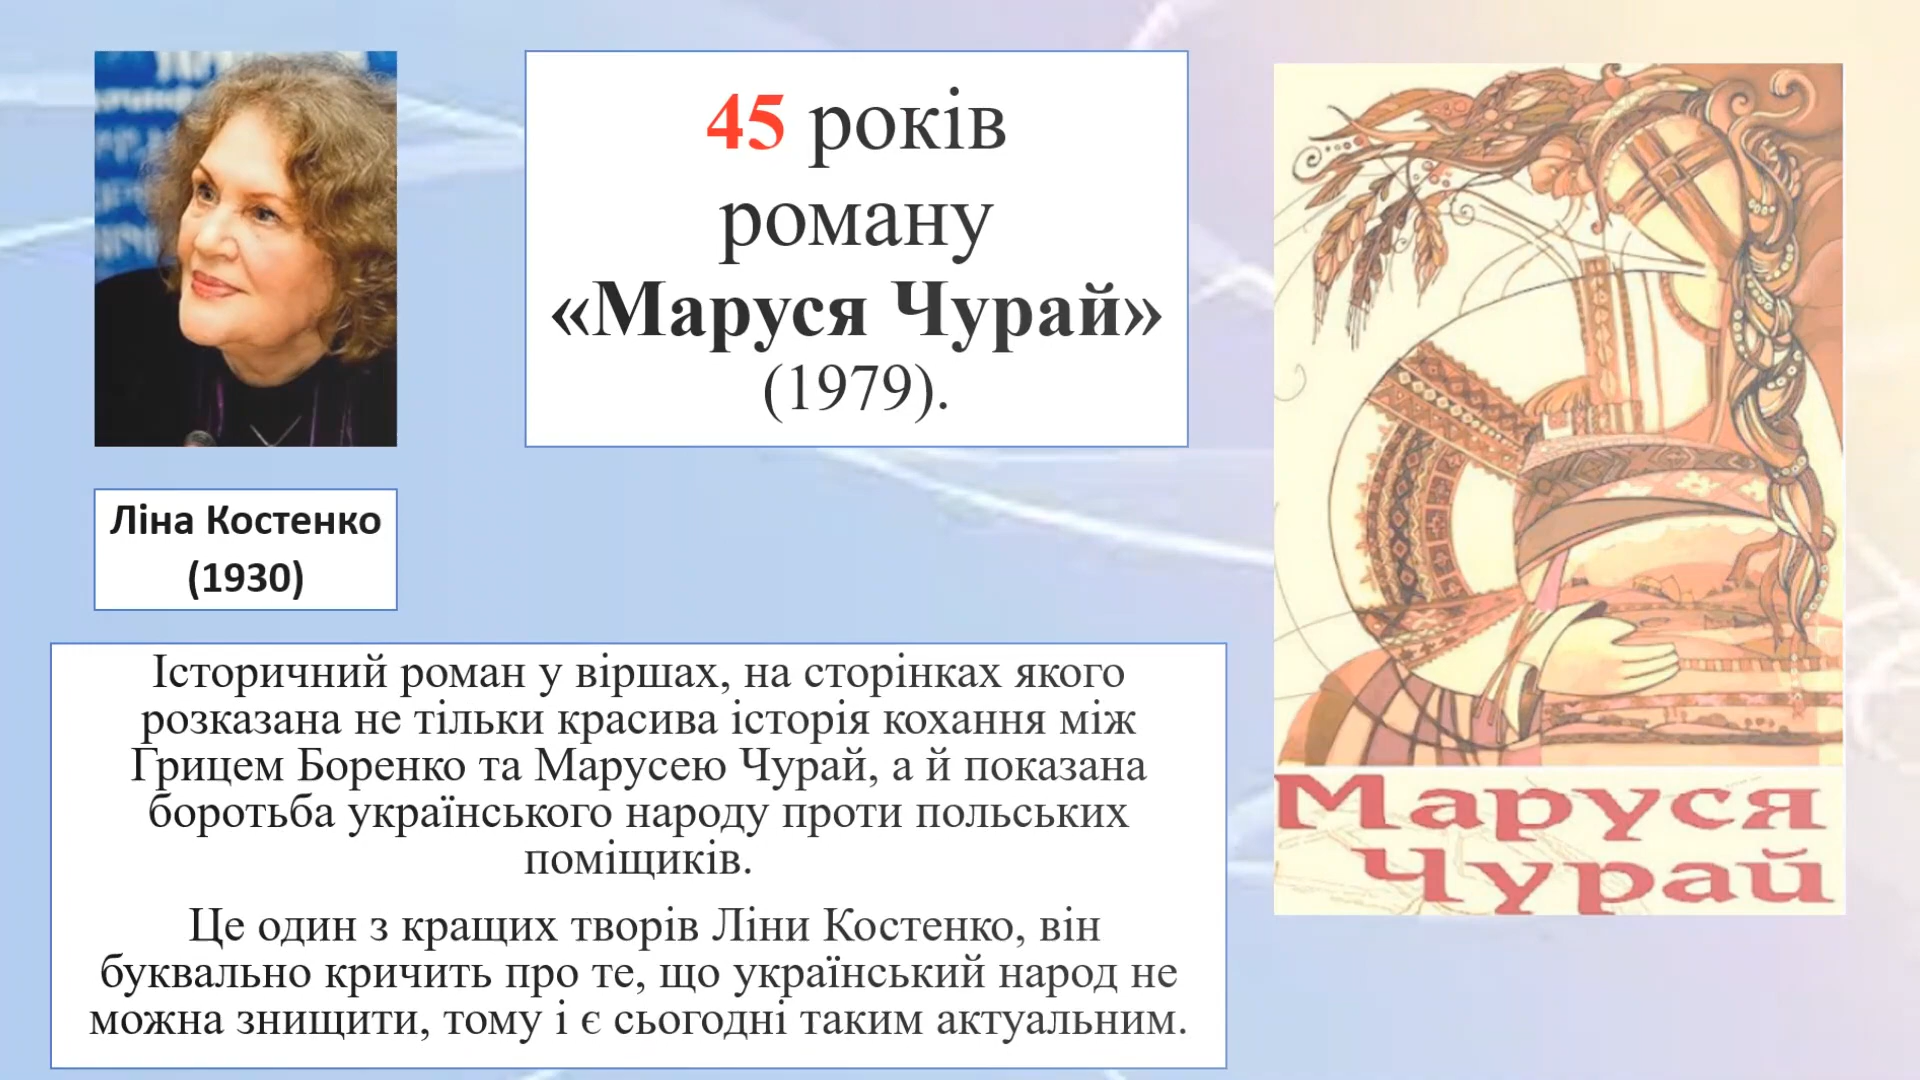 45 років
роману
«Маруся Чурай»
(1979).
Ліна Костенко
(1930)
Історичний роман у віршах, на сторінках якого
розказана не тільки красива історія кохання між
Грицем Боренко та Марусею Чурай, а й показана
боротьба українського народу проти польських
поміщиків.
Це один з кращих творів Ліни Костенко, він
буквально кричить про те, що український народ не
можна знищити, тому і є сьогодні таким актуальним.
Маруся
Чурай